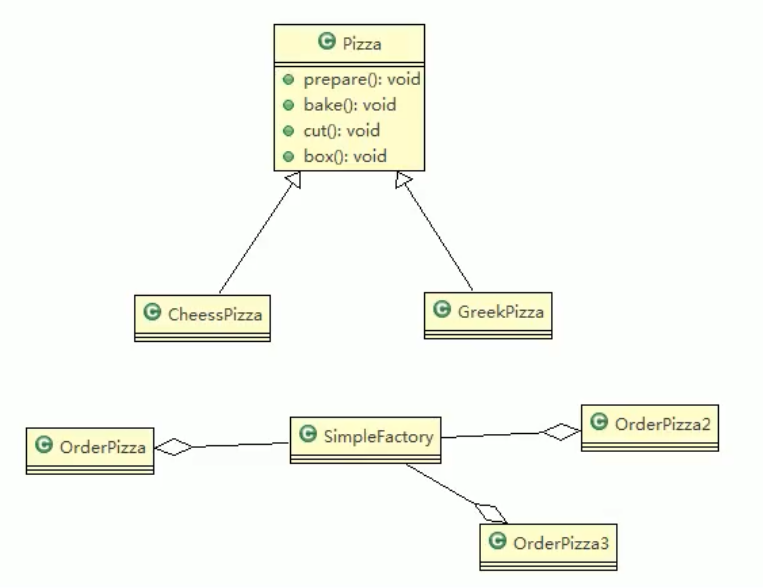 C Pizza
prepare(): void
bake(): void
cut(): void
box(): void
C CheessPizza
C GreekPizza
C OrderPizza
C SimpleFactory
C OrderPizza2
C OrderPizza3